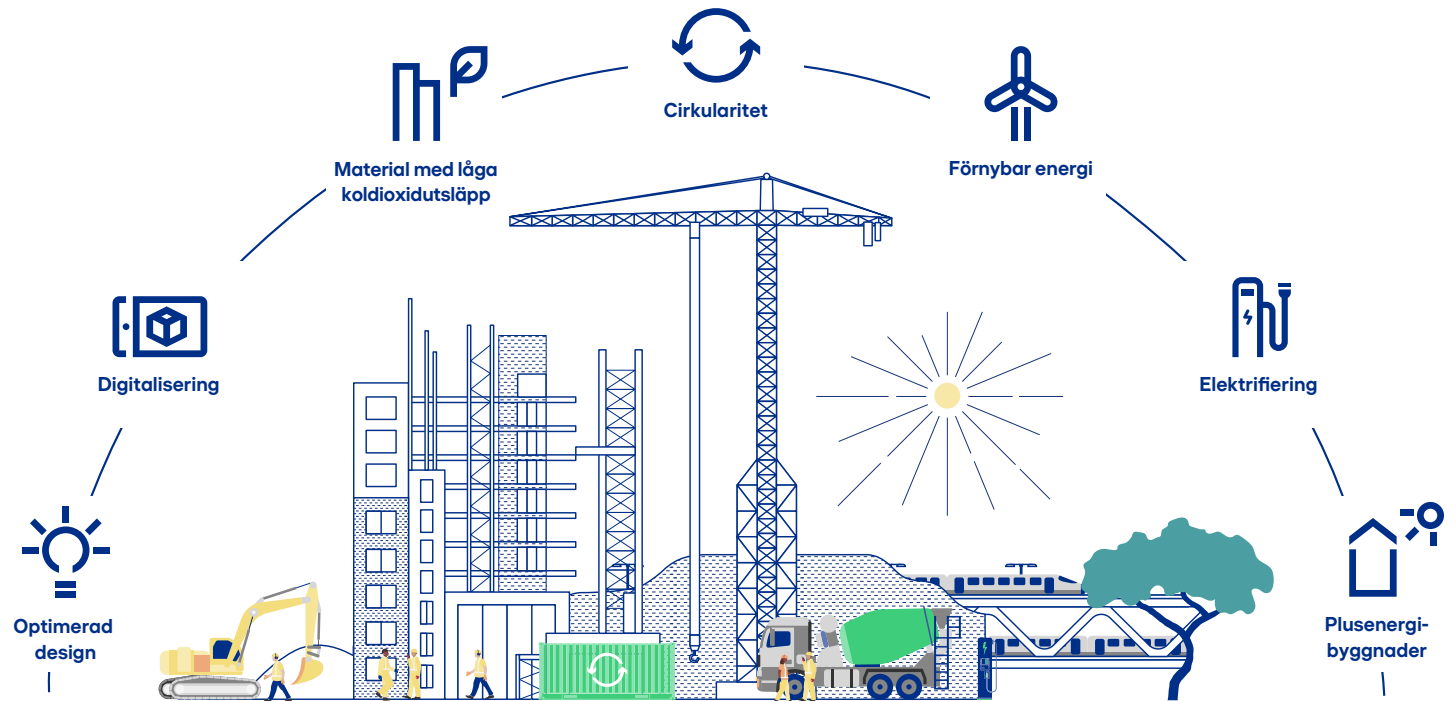 Cirkularitet
Material med låga
koldioxidutsläpp
Förnybar energi
Digitalisering
Elektrifiering
Optimerad
design
Plusenergi-
byggnader